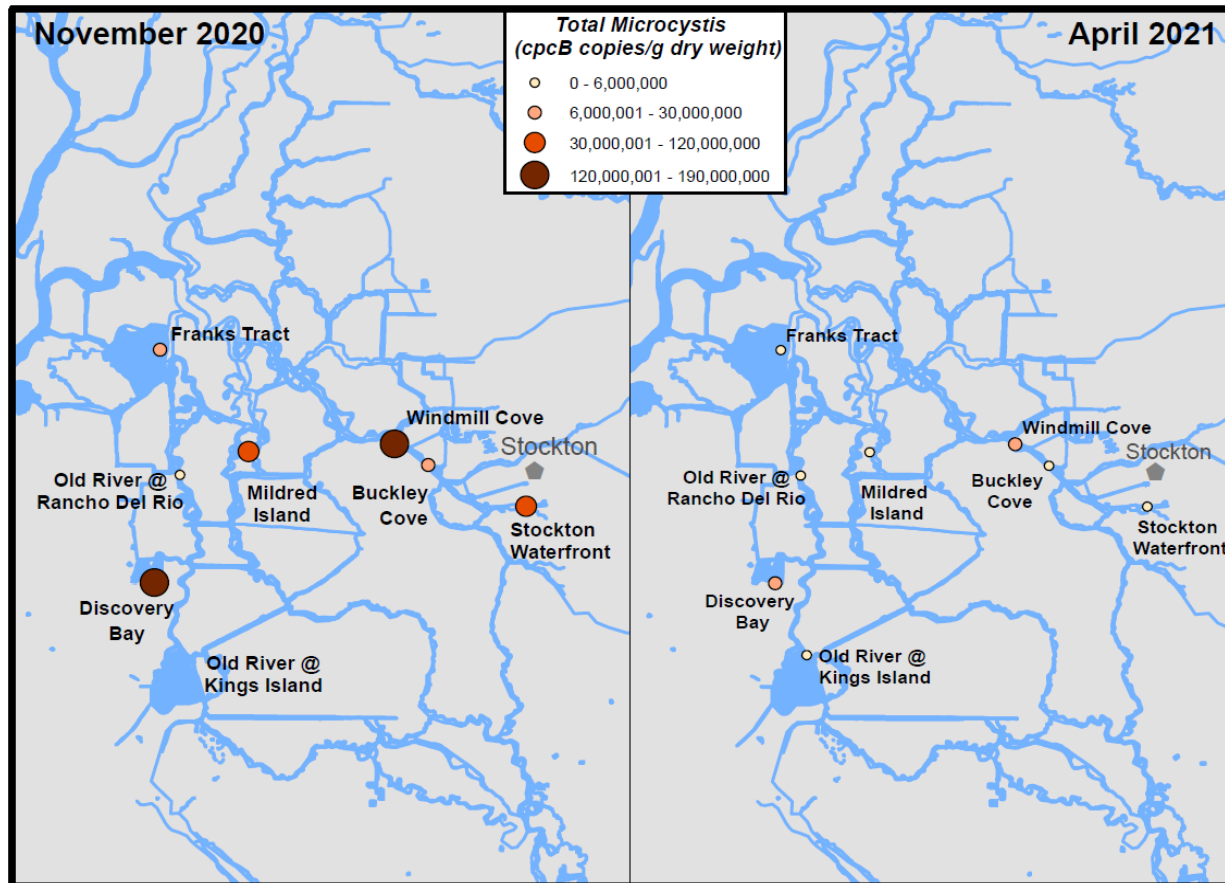 November 2020
Total Microcystis
(cpcB copies/g dry weight)
0 - 6,000,000
6,000,001 - 30,000,000
30,000,001 - 120,000,000
120,000,001 - 190,000,000
April 2021
Franks Tract
Windmill Cove
Stockton
Old River @
Rancho Del Rio
Mildred
Island
Buckley
Cove
Stockton
Waterfront
Discovery
Bay
Old River @
Kings Island
Franks Tract
Windmill Cove
Stockton
Old River @
Rancho Del Rio
Mildred
Island
Buckley
Cove
Stockton
Waterfront
Discovery
Bay
Old River @
Kings Island